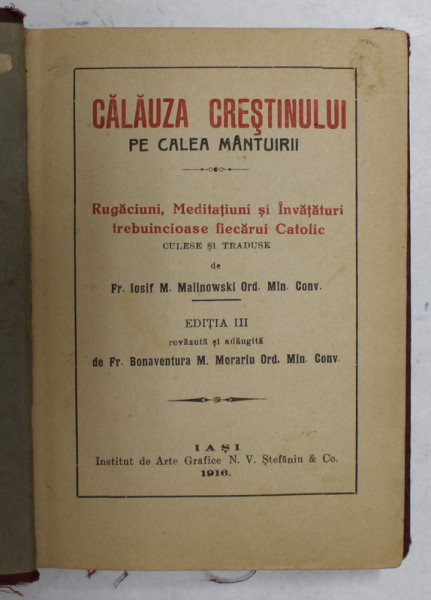 CĂLĂUZA CREŞTINULUI
PE CALEA MÂNTUIRII
Rugăciuni, Meditaţiuni şi Învăţături
trebuincioase fiecărui Catolic
CULESE ŞI TRADUSE
de
Fr. Iosif M. Malinowski Ord. Min. Conv.
EDIŢIA III
revăzută şi adăugită
de Fr. Bonaventura M. Morariu Ord. Min. Conv.
IAŞI
Institut de Arte Grafice N. V. Ştefăniu & Co.
1916.